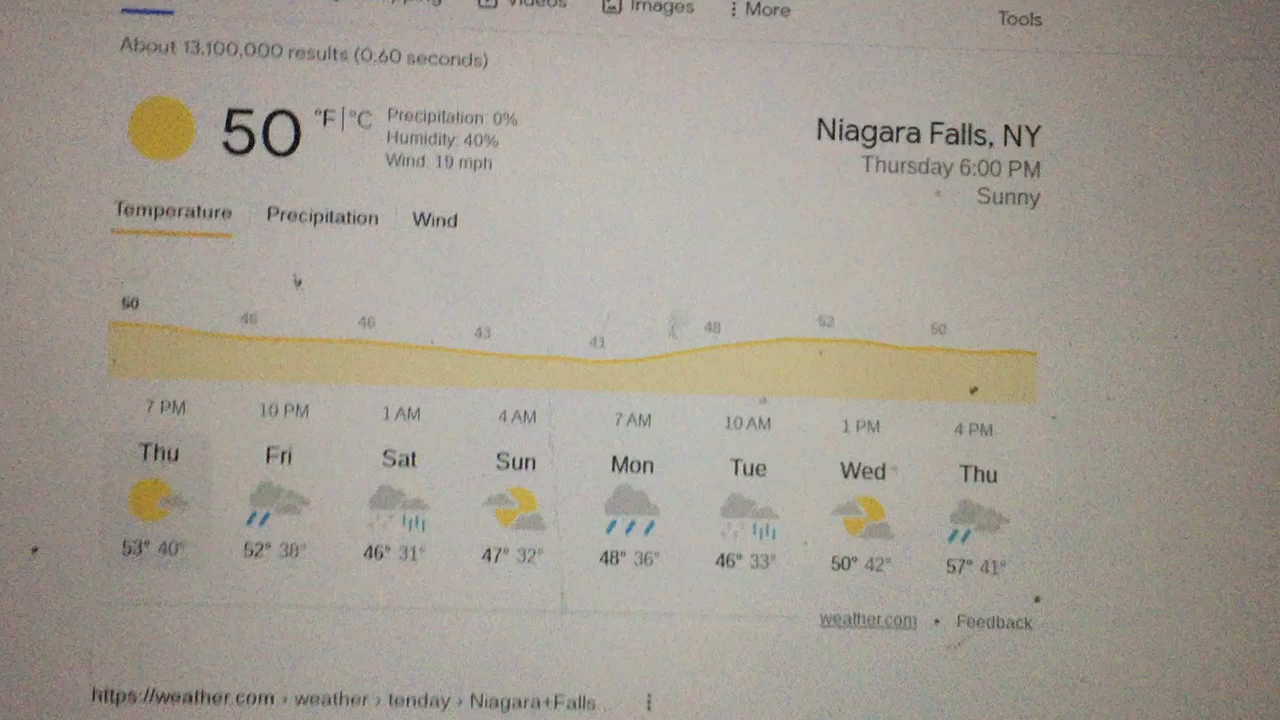 Videos Images More Tools
About 13,100,000 results (0.60 seconds)
50 °F|°C
Precipitation: 0%
Humidity: 40%
Wind: 19 mph
Niagara Falls, NY
Thursday 6:00 PM
Sunny
Temperature Precipitation Wind
50 46 46 43 41 48 52 50
7 PM 10 PM 1 AM 4 AM 7 AM 10 AM 1 PM 4 PM
Thu Fri Sat Sun Mon Tue Wed Thu
53° 40° 52° 38° 46° 31° 47° 32° 48° 36° 46° 33° 50° 42° 57° 41°
weather.com • Feedback
https://weather.com › weather › tenday › Niagara+Falls...